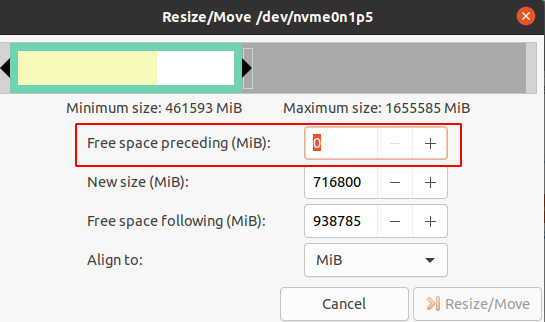 Resize/Move /dev/nvme0n1p5
Minimum size: 461593 MiB Maximum size: 1655585 MiB
Free space preceding (MiB): 0
New size (MiB): 716800
Free space following (MiB): 938785
Align to: MiB
Cancel Resize/Move